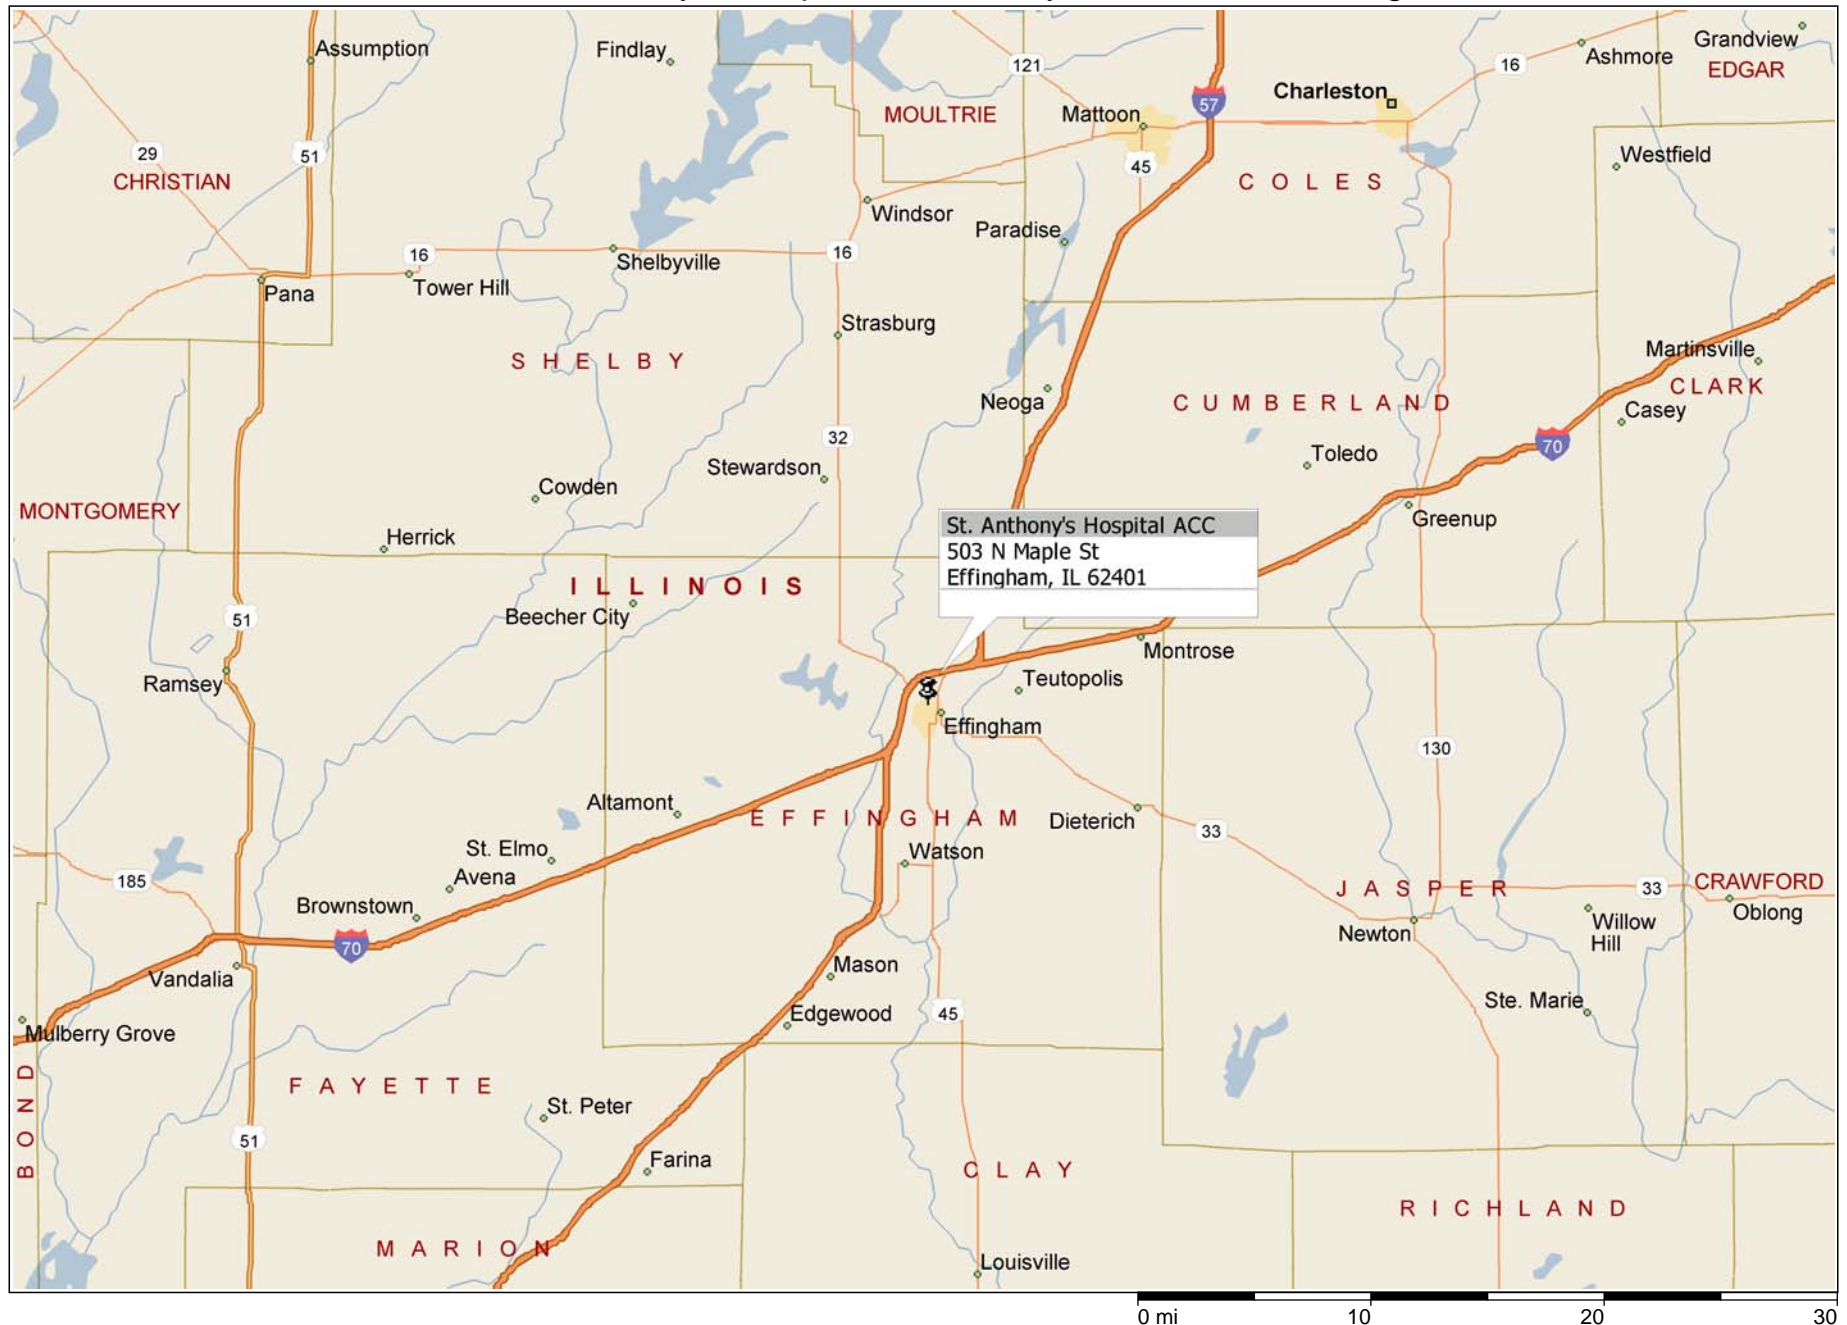 Assumption
Findlay
121
16
Ashmore
Grandview
EDGAR
57
Charleston
MOULTRIE
Mattoon
29
51
CHRISTIAN
45
Westfield
COLES
Windsor
Paradise
16
16
Shelbyville
Tower Hill
Pana
Strasburg
SHELBY
Martinsville
CLARK
Neoga
CUMBERLAND
Casey
32
70
Toledo
Stewardson
Cowden
MONTGOMERY
Herrick
Greenup
St. Anthony's Hospital ACC
503 N Maple St
Effingham, IL 62401
ILLINOIS
Beecher City
51
Montrose
Ramsey
Teutopolis
Effingham
130
Altamont
EFFINGHAM
Dieterich
33
St. Elmo
Watson
Avena
185
JASPER
33
CRAWFORD
Brownstown
Oblong
Willow
Hill
Newton
70
Vandalia
Mason
Ste. Marie
Edgewood
45
Mulberry Grove
BOND
FAYETTE
St. Peter
51
Farina
CLAY
RICHLAND
MARION
Louisville
0 mi
10
20
30